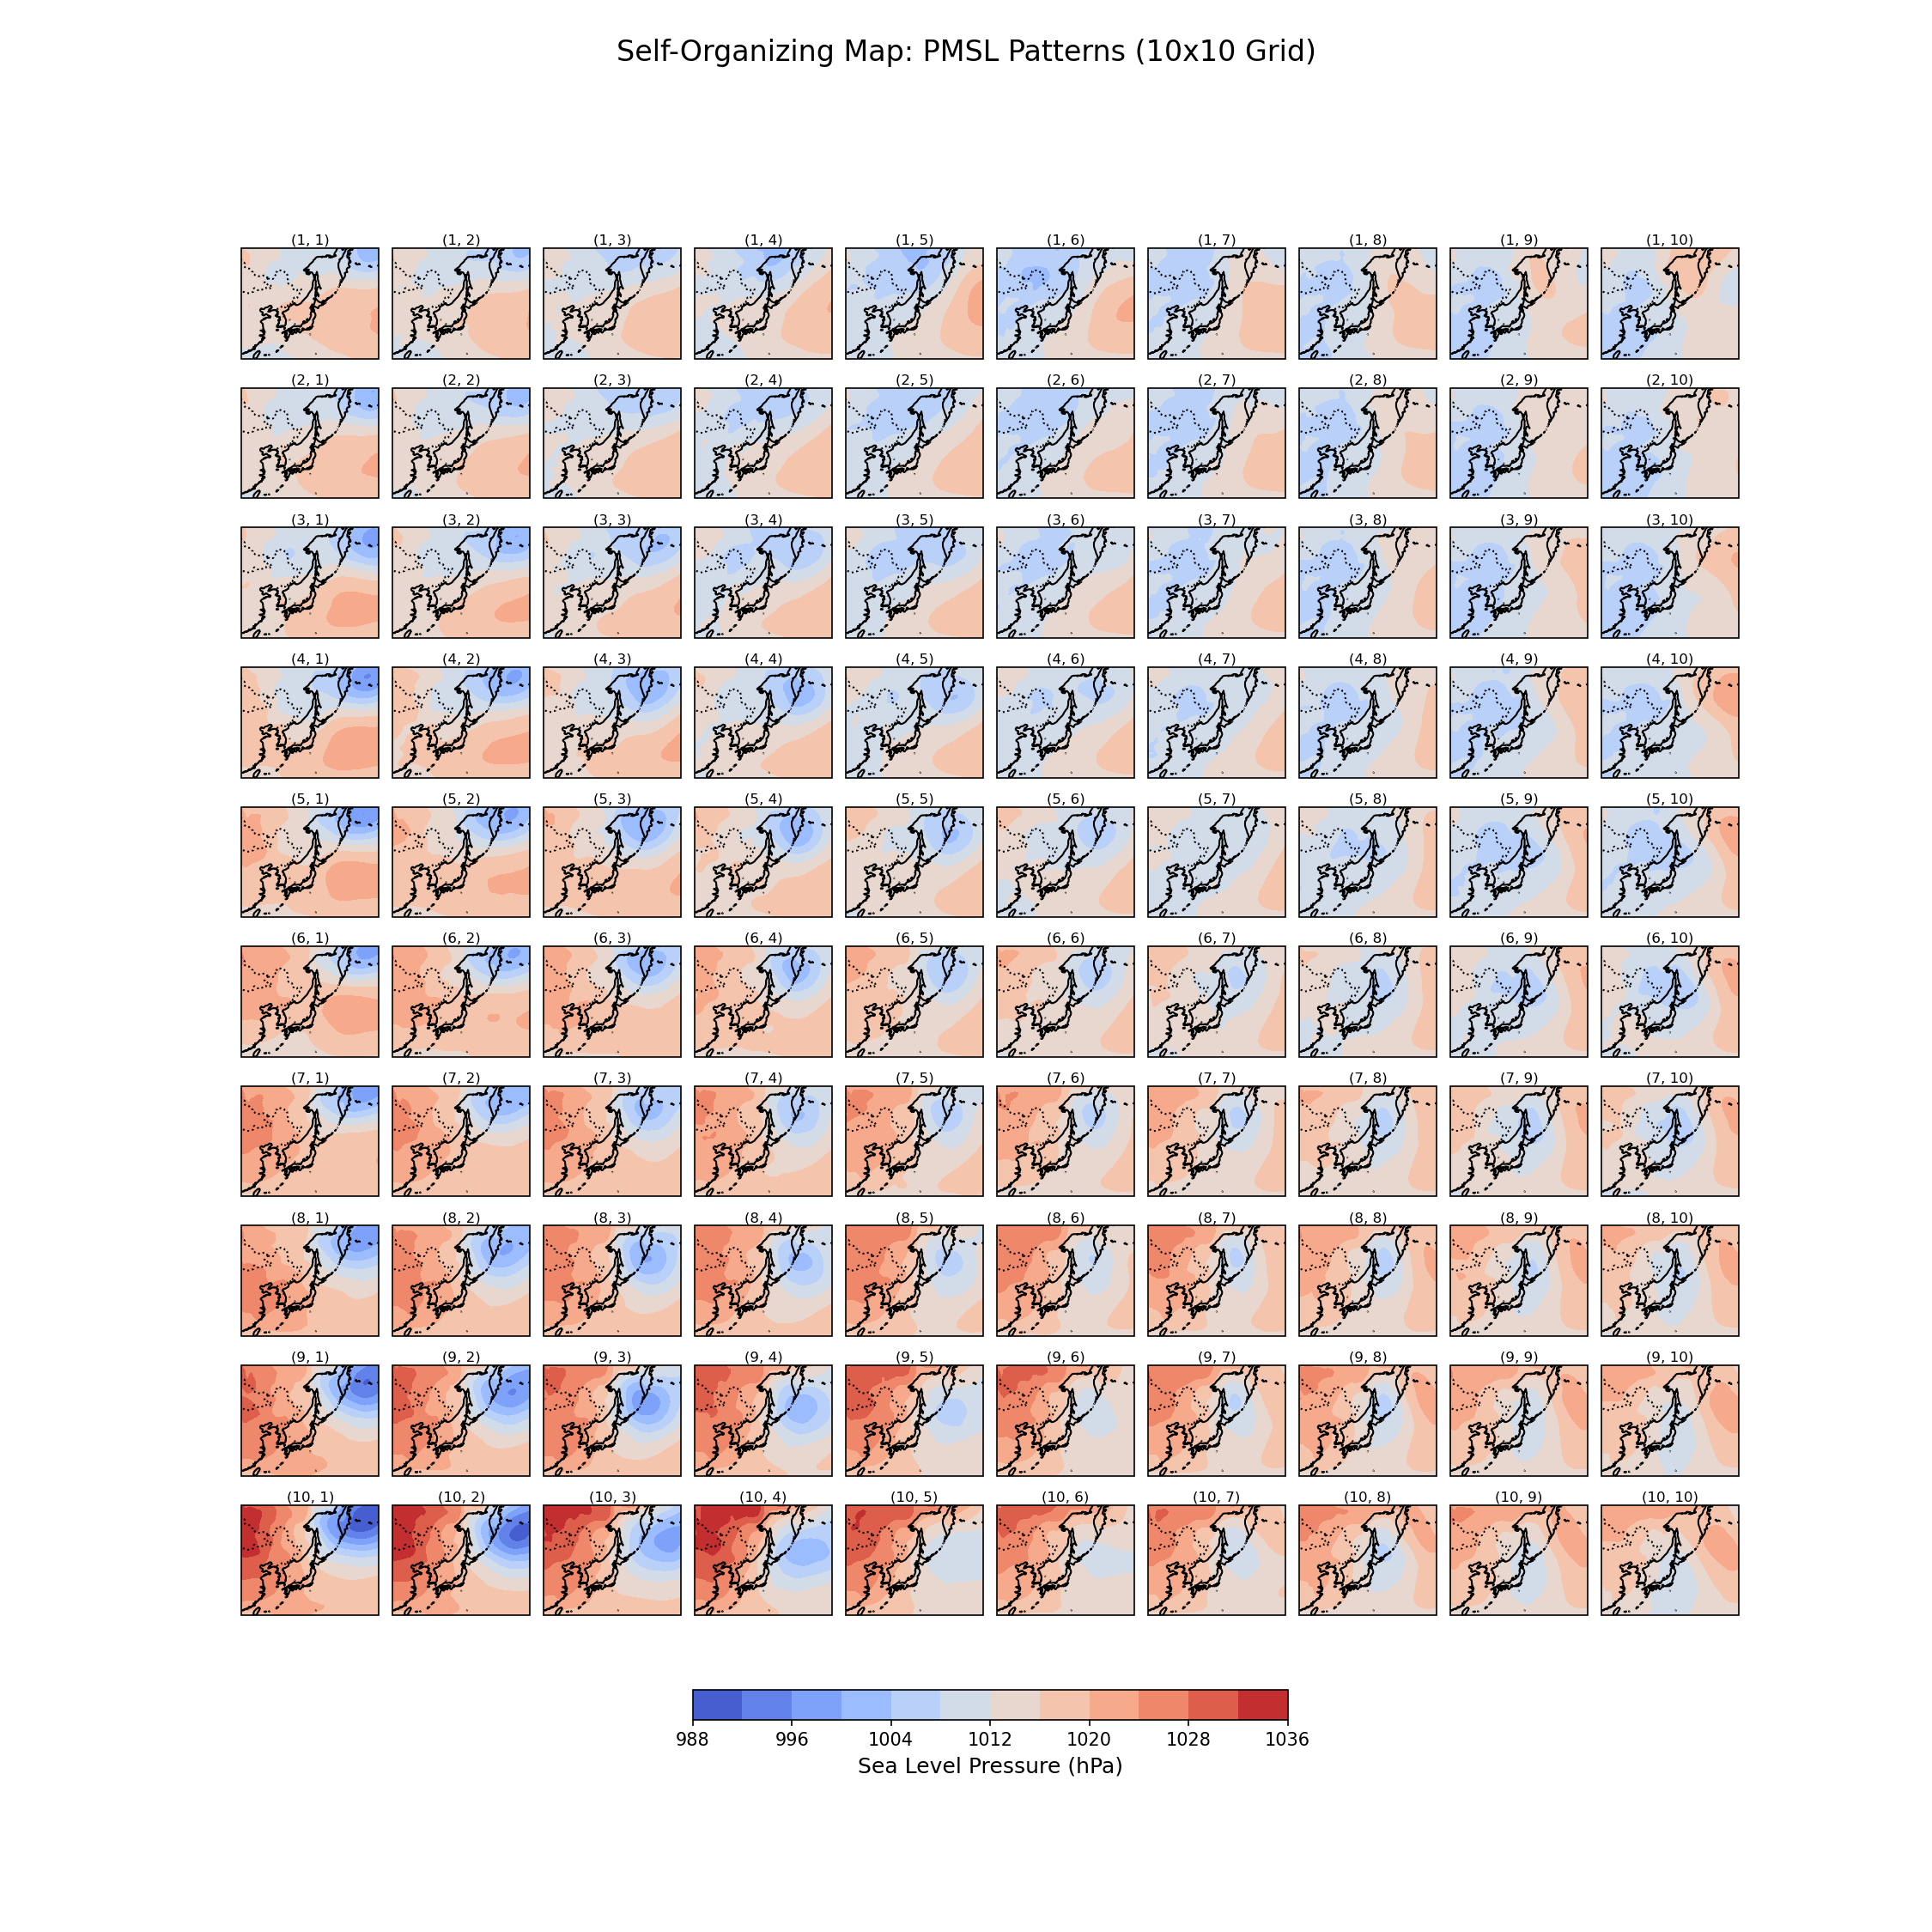 Self-Organizing Map: PMSL Patterns (10x10 Grid)
(1, 1) (1, 2) (1, 3) (1, 4) (1, 5) (1, 6) (1, 7) (1, 8) (1, 9) (1, 10)
(2, 1) (2, 2) (2, 3) (2, 4) (2, 5) (2, 6) (2, 7) (2, 8) (2, 9) (2, 10)
(3, 1) (3, 2) (3, 3) (3, 4) (3, 5) (3, 6) (3, 7) (3, 8) (3, 9) (3, 10)
(4, 1) (4, 2) (4, 3) (4, 4) (4, 5) (4, 6) (4, 7) (4, 8) (4, 9) (4, 10)
(5, 1) (5, 2) (5, 3) (5, 4) (5, 5) (5, 6) (5, 7) (5, 8) (5, 9) (5, 10)
(6, 1) (6, 2) (6, 3) (6, 4) (6, 5) (6, 6) (6, 7) (6, 8) (6, 9) (6, 10)
(7, 1) (7, 2) (7, 3) (7, 4) (7, 5) (7, 6) (7, 7) (7, 8) (7, 9) (7, 10)
(8, 1) (8, 2) (8, 3) (8, 4) (8, 5) (8, 6) (8, 7) (8, 8) (8, 9) (8, 10)
(9, 1) (9, 2) (9, 3) (9, 4) (9, 5) (9, 6) (9, 7) (9, 8) (9, 9) (9, 10)
(10, 1) (10, 2) (10, 3) (10, 4) (10, 5) (10, 6) (10, 7) (10, 8) (10, 9) (10, 10)
988 996 1004 1012 1020 1028 1036
Sea Level Pressure (hPa)